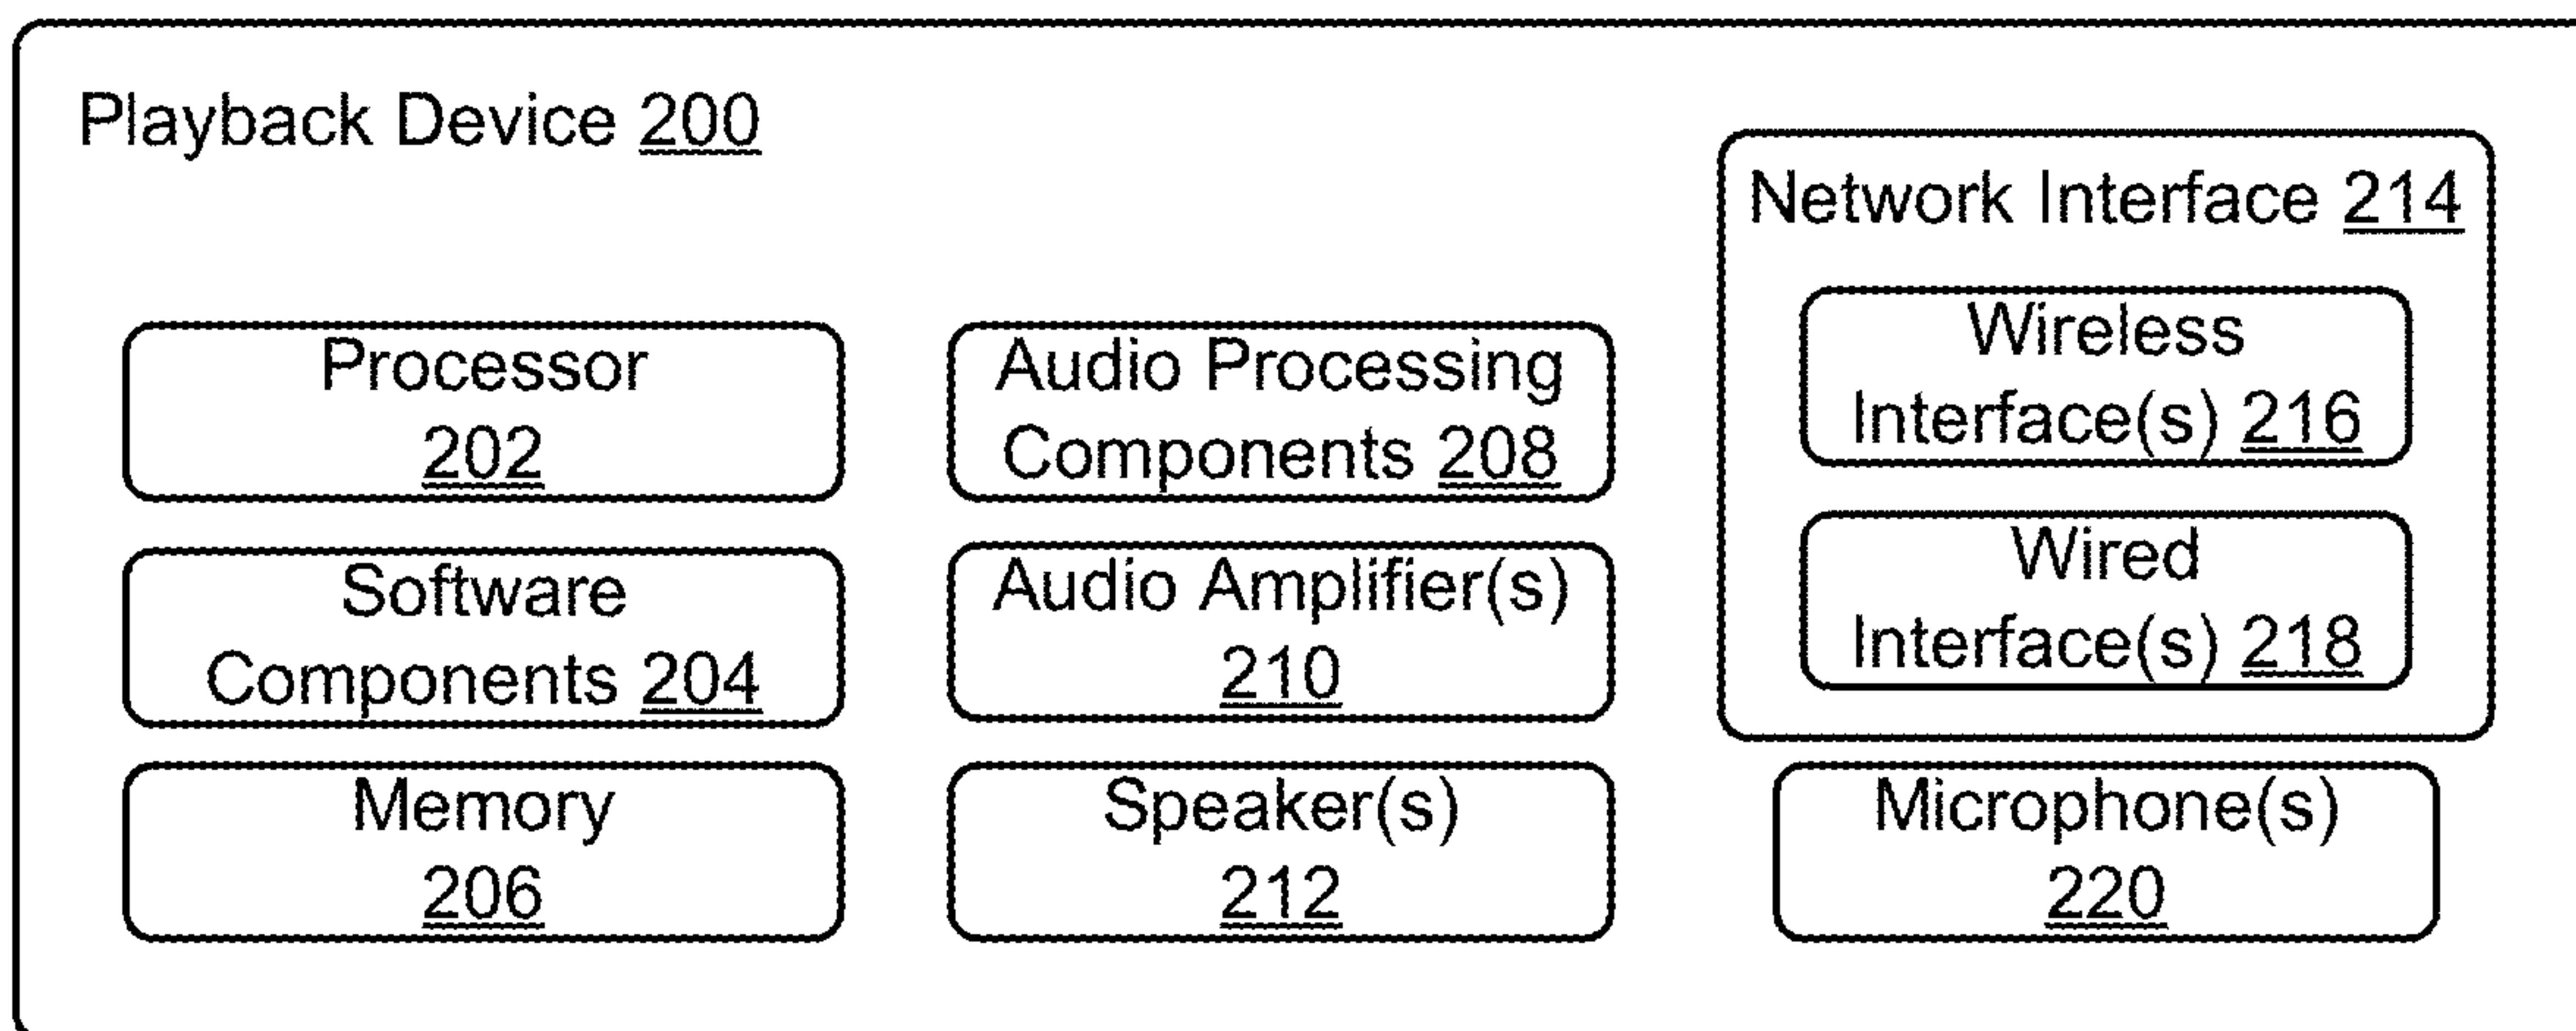 Playback Device 200
Processor
202
Software
Components 204
Memory
206
Audio Processing
Components 208
Audio Amplifier(s)
210
Speaker(s)
212
Network Interface 214
Wireless
Interface(s) 216
Wired
Interface(s) 218
Microphone(s)
220